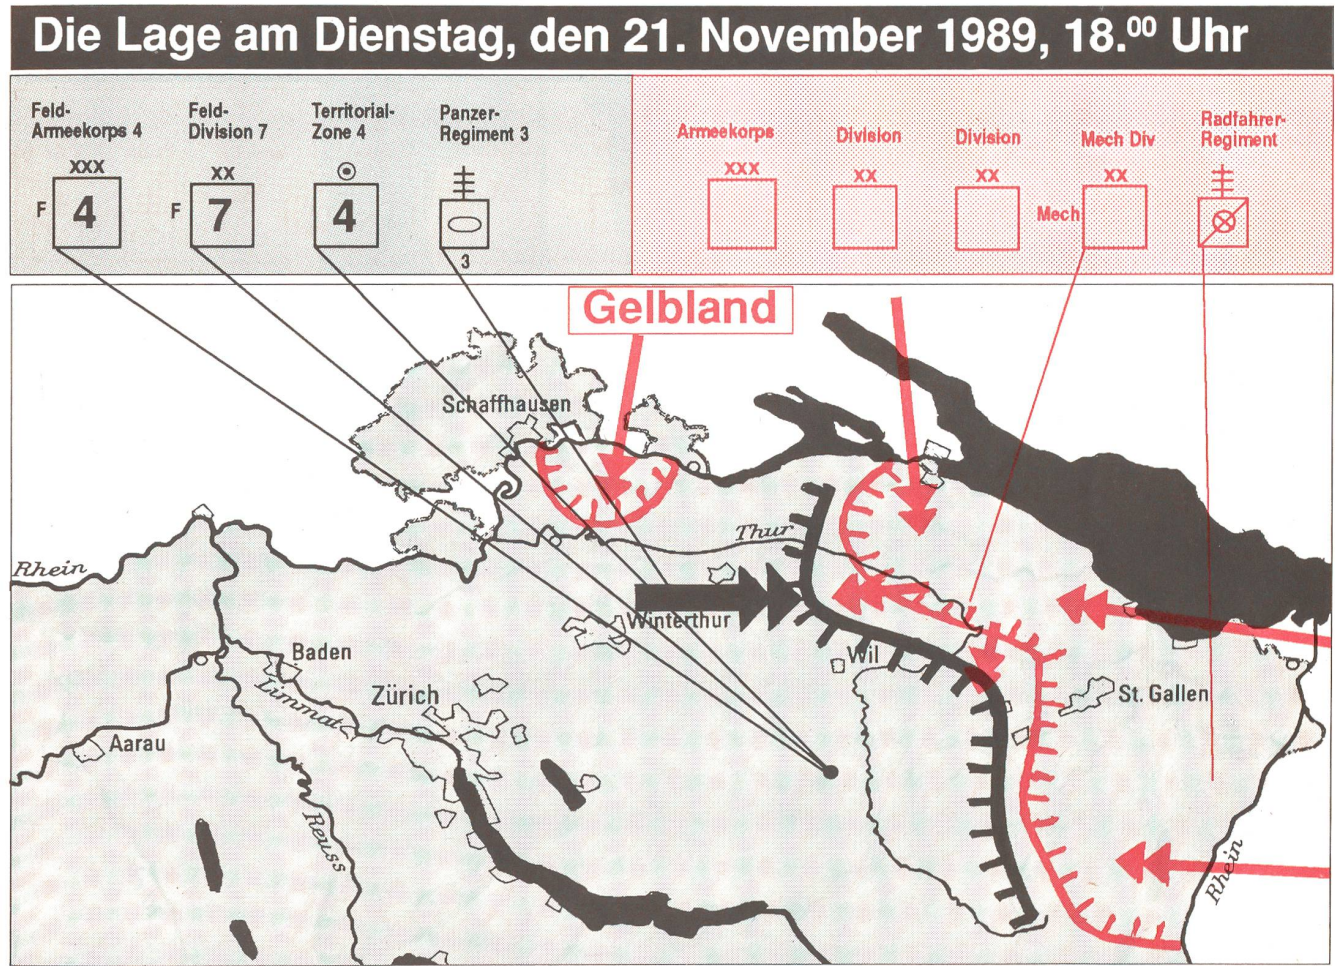 Die Lage am Dienstag, den 21. November 1989, 18.⁰⁰ Uhr
Feld-
Armeekorps 4
xxx
F 4
Feld-
Division 7
xx
F 7
Territorial-
Zone 4
4
Panzer-
Regiment 3
3
Armeekorps
xxx
Division
xx
Division
xx
Mech Div
xx
Mech
Radfahrer-
Regiment
Gelbland
Schaffhausen
Thur
Rhein
Winterthur
Baden
Wil
Limmat
Zürich
St. Gallen
Aarau
Reuss
Rhein